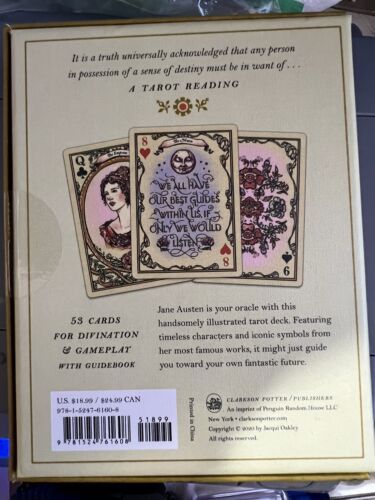 It is a truth universally acknowledged that any person
in possession of a sense of destiny must be in want of . . .
A TAROT READING
Q
8
The Moon
WE ALL HAVE
OUR BEST GUIDES
WITHIN US, IF
ONLY WE WOULD
LISTEN
8
9
53 CARDS
FOR DIVINATION
& GAMEPLAY
WITH GUIDEBOOK
Jane Austen is your oracle with this
handsomely illustrated tarot deck. Featuring
timeless characters and iconic symbols from
her most famous works, it might just guide
you toward your own fantastic future.
U.S. $18.99 / $24.99 CAN
978-1-5247-6160-8
51899
9 781524 761608
Printed in China
CLARKSON POTTER / PUBLISHERS
An imprint of Penguin Random House LLC
New York • clarksonpotter.com
Copyright © 2020 by Jacqui Oakley
All rights reserved.